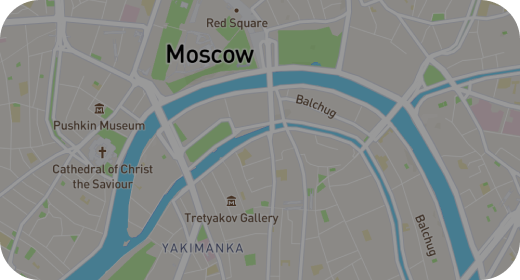 Red Square
Moscow
Balchug
Pushkin Museum
Cathedral of Christ
the Saviour
Tretyakov Gallery
Balchug
YAKIMANKA